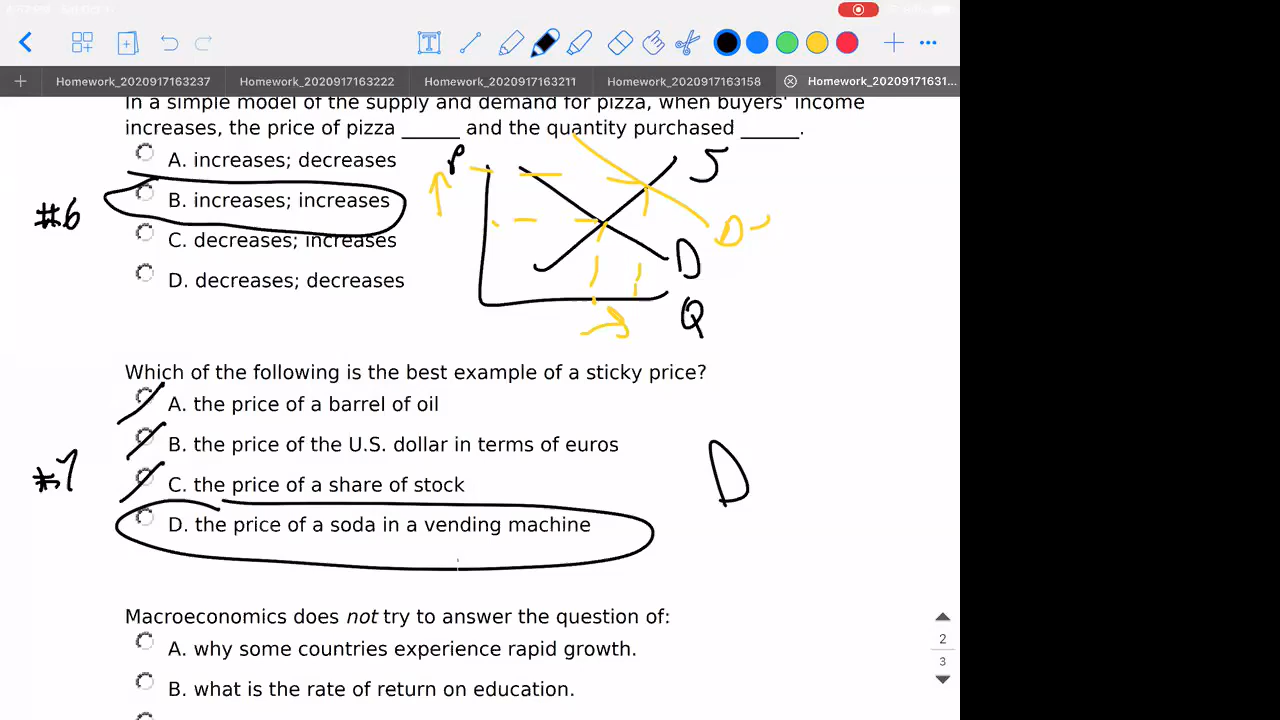 Homework_2020917163237 Homework_2020917163222 Homework_2020917163211 Homework_2020917163158 Homework_20209171631...
In a simple model of the supply and demand for pizza, when buyers' income
increases, the price of pizza ______ and the quantity purchased ______.
A. increases; decreases
B. increases; increases
C. decreases; increases
D. decreases; decreases
#6
P
S
D'
D
Q
Which of the following is the best example of a sticky price?
A. the price of a barrel of oil
B. the price of the U.S. dollar in terms of euros
C. the price of a share of stock
D. the price of a soda in a vending machine
#7
D
Macroeconomics does not try to answer the question of:
A. why some countries experience rapid growth.
B. what is the rate of return on education.
2
3